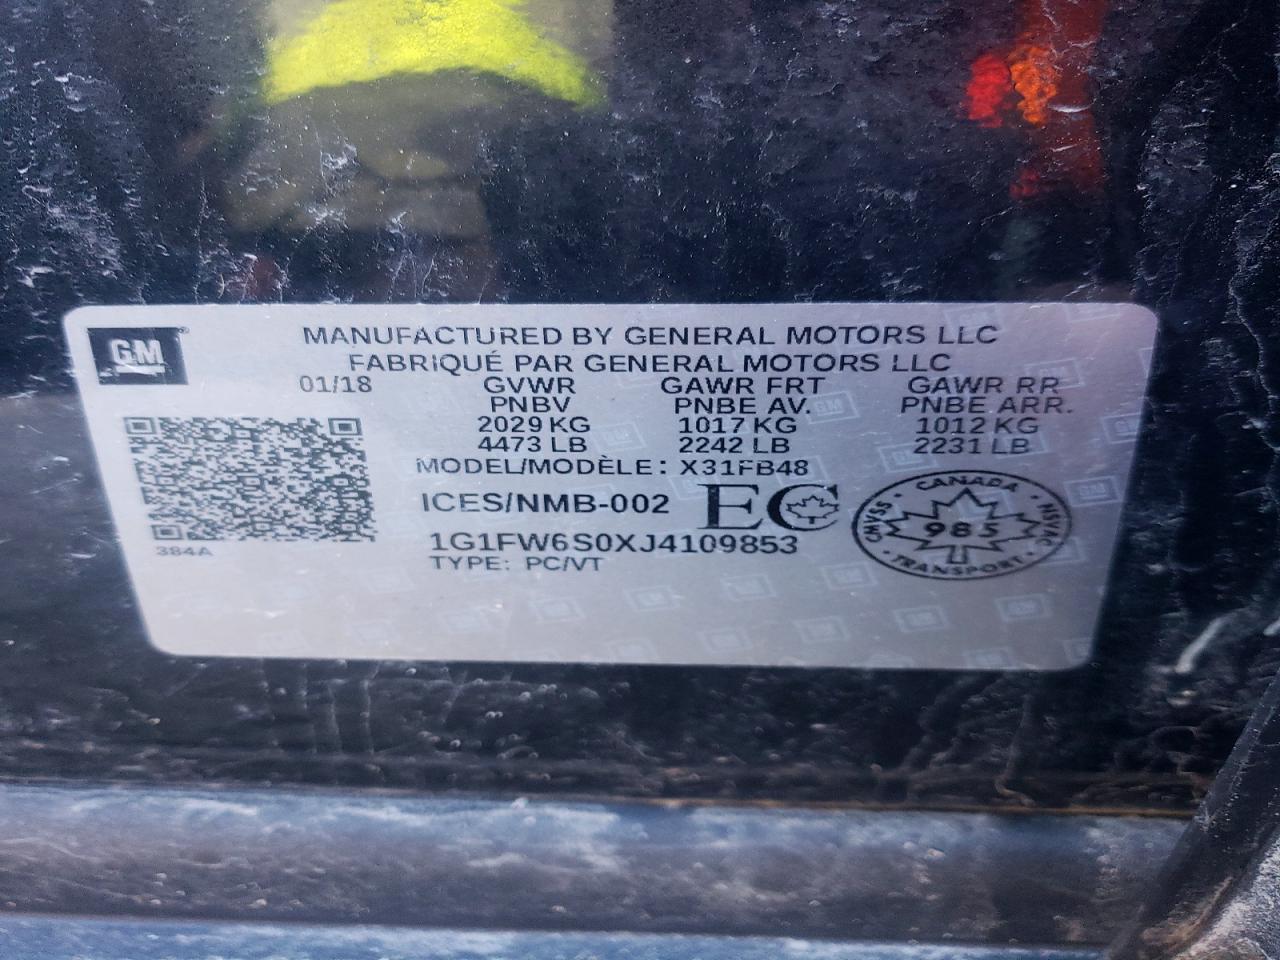 GM
MANUFACTURED BY GENERAL MOTORS LLC
FABRIQUÉ PAR GENERAL MOTORS LLC
01/18 GVWR GAWR FRT GAWR RR
PNBV PNBE AV. PNBE ARR.
2029 KG 1017 KG 1012 KG
4473 LB 2242 LB 2231 LB
MODEL/MODÈLE: X31FB48
ICES/NMB-002 EC
1G1FW6S0XJ4109853
TYPE: PC/VT
384A
CANADA
CMVSS 985 NSVAC
TRANSPORT